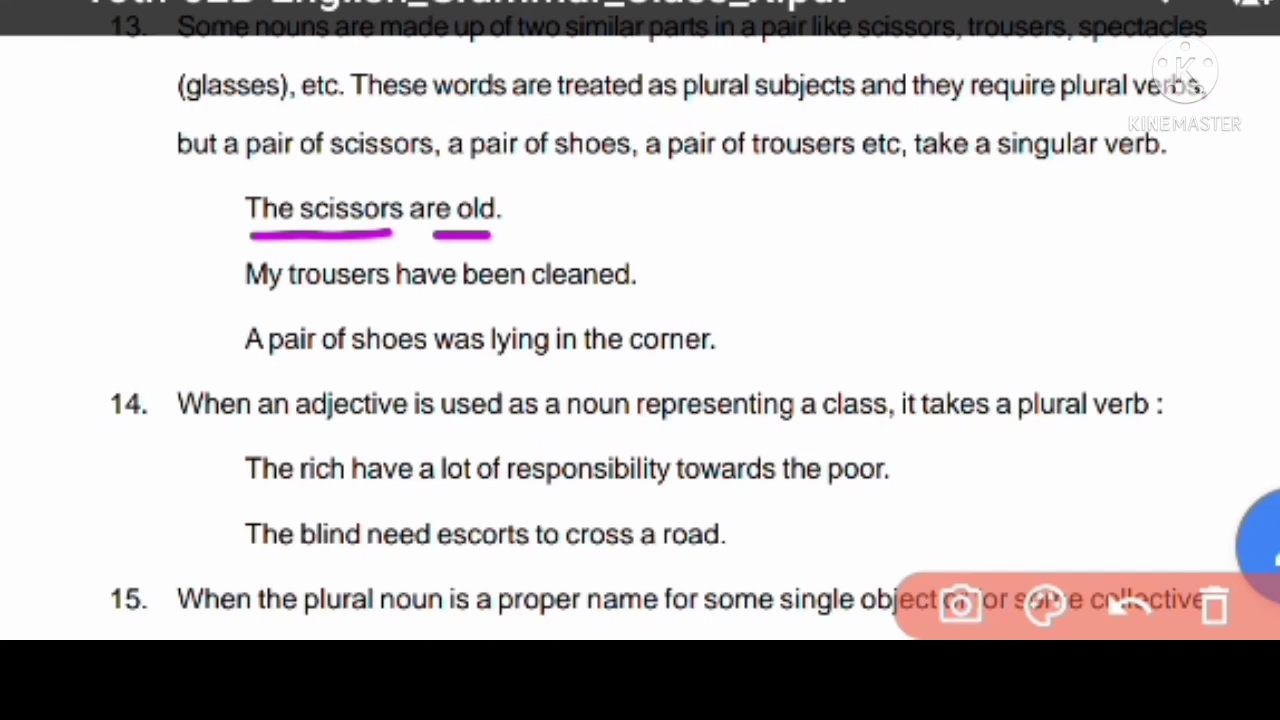 13. Some nouns are made up of two similar parts in a pair like scissors, trousers, spectacles
(glasses), etc. These words are treated as plural subjects and they require plural verbs,
KINEMASTER
but a pair of scissors, a pair of shoes, a pair of trousers etc, take a singular verb.
The scissors are old.
My trousers have been cleaned.
A pair of shoes was lying in the corner.
14. When an adjective is used as a noun representing a class, it takes a plural verb :
The rich have a lot of responsibility towards the poor.
The blind need escorts to cross a road.
15. When the plural noun is a proper name for some single object or for some collective